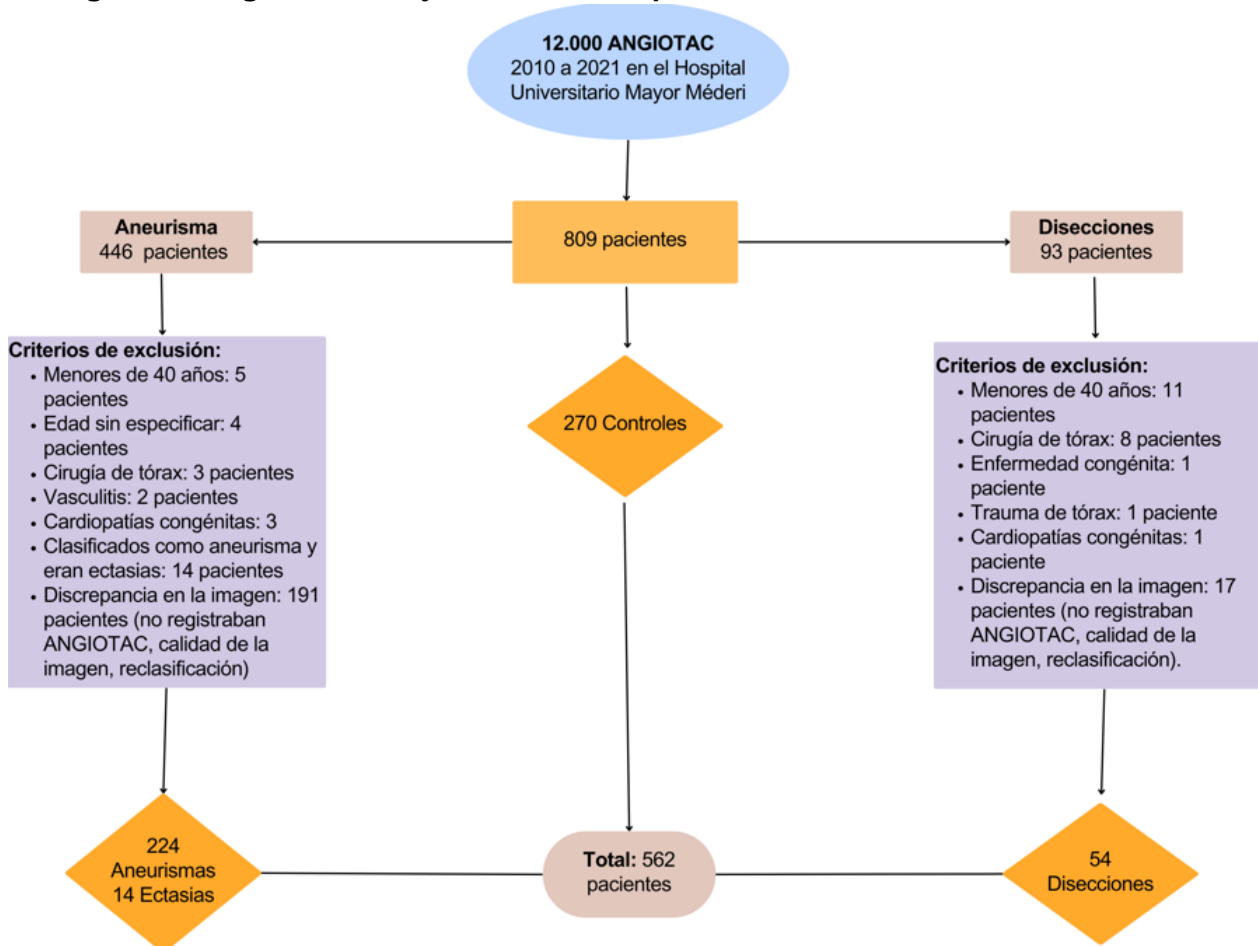 12.000 ANGIOTAC
2010 a 2021 en el Hospital
Universitario Mayor Méderi
Aneurisma
446 pacientes
809 pacientes
Disecciones
93 pacientes
Criterios de exclusión:
• Menores de 40 años: 5
pacientes
• Edad sin especificar: 4
pacientes
• Cirugía de tórax: 3 pacientes
• Vasculitis: 2 pacientes
• Cardiopatías congénitas: 3
• Clasificados como aneurisma y
eran ectasias: 14 pacientes
• Discrepancia en la imagen: 191
pacientes (no registraban
ANGIOTAC, calidad de la
imagen, reclasificación)
270 Controles
Criterios de exclusión:
• Menores de 40 años: 11
pacientes
• Cirugía de tórax: 8 pacientes
• Enfermedad congénita: 1
paciente
• Trauma de tórax: 1 paciente
• Cardiopatías congénitas: 1
paciente
• Discrepancia en la imagen: 17
pacientes (no registraban
ANGIOTAC, calidad de la
imagen, reclasificación).
224
Aneurismas
14 Ectasias
Total: 562
pacientes
54
Disecciones